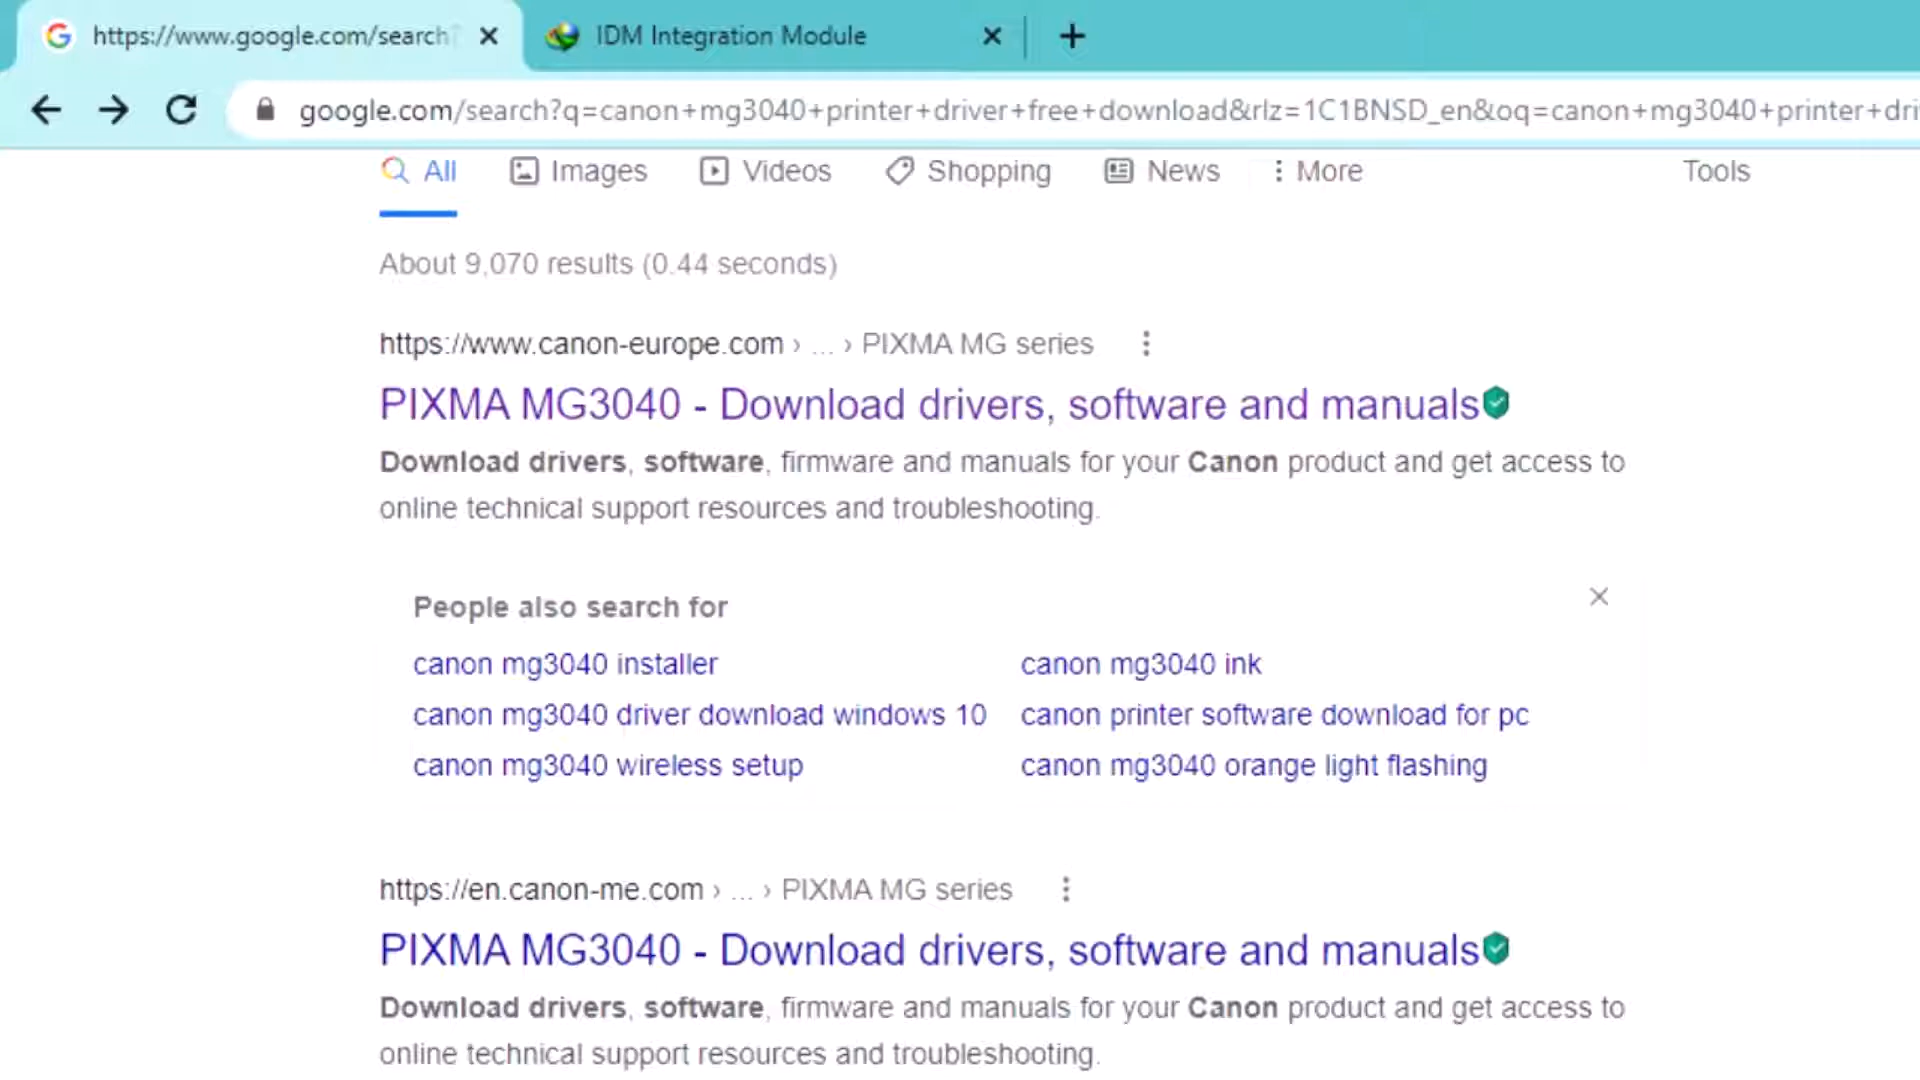 https://www.google.com/search?
IDM Integration Module
google.com/search?q=canon+mg3040+printer+driver+free+download&rlz=1C1BNSD_en&oq=canon+mg3040+printer+dri
All Images Videos Shopping News More Tools
About 9,070 results (0.44 seconds)
https://www.canon-europe.com › ... › PIXMA MG series
PIXMA MG3040 - Download drivers, software and manuals
Download drivers, software, firmware and manuals for your Canon product and get access to
online technical support resources and troubleshooting.
People also search for
canon mg3040 installer canon mg3040 ink
canon mg3040 driver download windows 10 canon printer software download for pc
canon mg3040 wireless setup canon mg3040 orange light flashing
https://en.canon-me.com › ... › PIXMA MG series
PIXMA MG3040 - Download drivers, software and manuals
Download drivers, software, firmware and manuals for your Canon product and get access to
online technical support resources and troubleshooting.